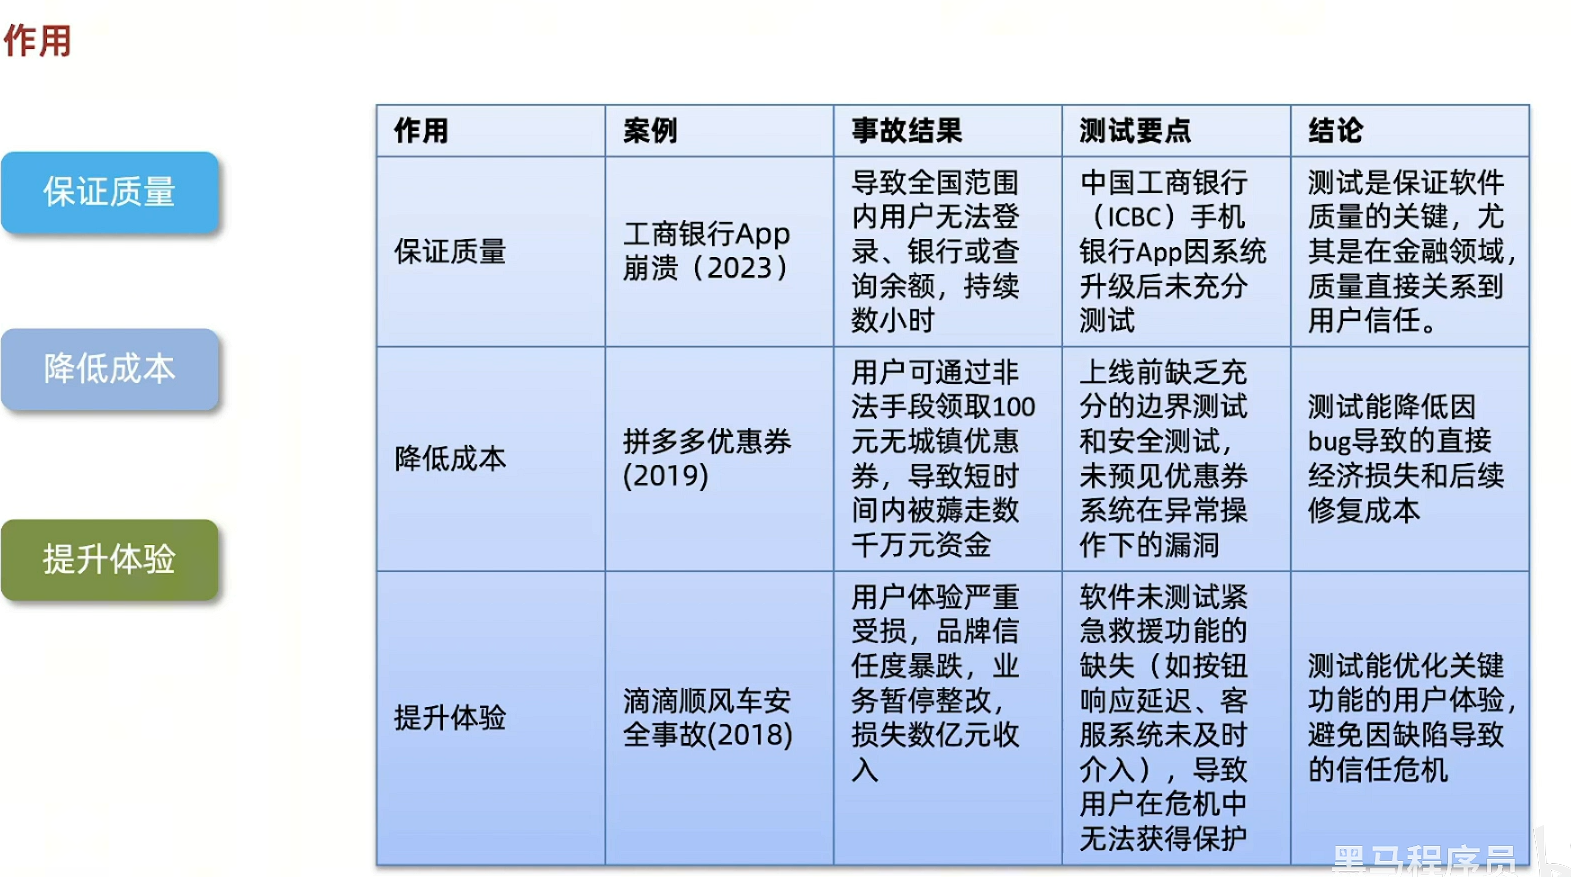 作用
保证质量
降低成本
提升体验
作用
案例
事故结果
测试要点
结论
保证质量
工商银行App
崩溃（2023）
导致全国范围
内用户无法登
录、银行或查
询余额，持续
数小时
中国工商银行
（ICBC）手机
银行App因系统
升级后未充分
测试
测试是保证软件
质量的关键，尤
其是在金融领域，
质量直接关系到
用户信任。
降低成本
拼多多优惠券
(2019)
用户可通过非
法手段领取100
元无城镇优惠
券，导致短时
间内被薅走数
千万元资金
上线前缺乏充
分的边界测试
和安全测试，
未预见优惠券
系统在异常操
作下的漏洞
测试能降低因
bug导致的直接
经济损失和后续
修复成本
提升体验
滴滴顺风车安
全事故(2018)
用户体验严重
受损，品牌信
任度暴跌，业
务暂停整改，
损失数亿元收
入
软件未测试紧
急救援功能的
缺失（如按钮
响应延迟、客
服系统未及时
介入），导致
用户在危机中
无法获得保护
测试能优化关键
功能的用户体验，
避免因缺陷导致
的信任危机
黑马程序员